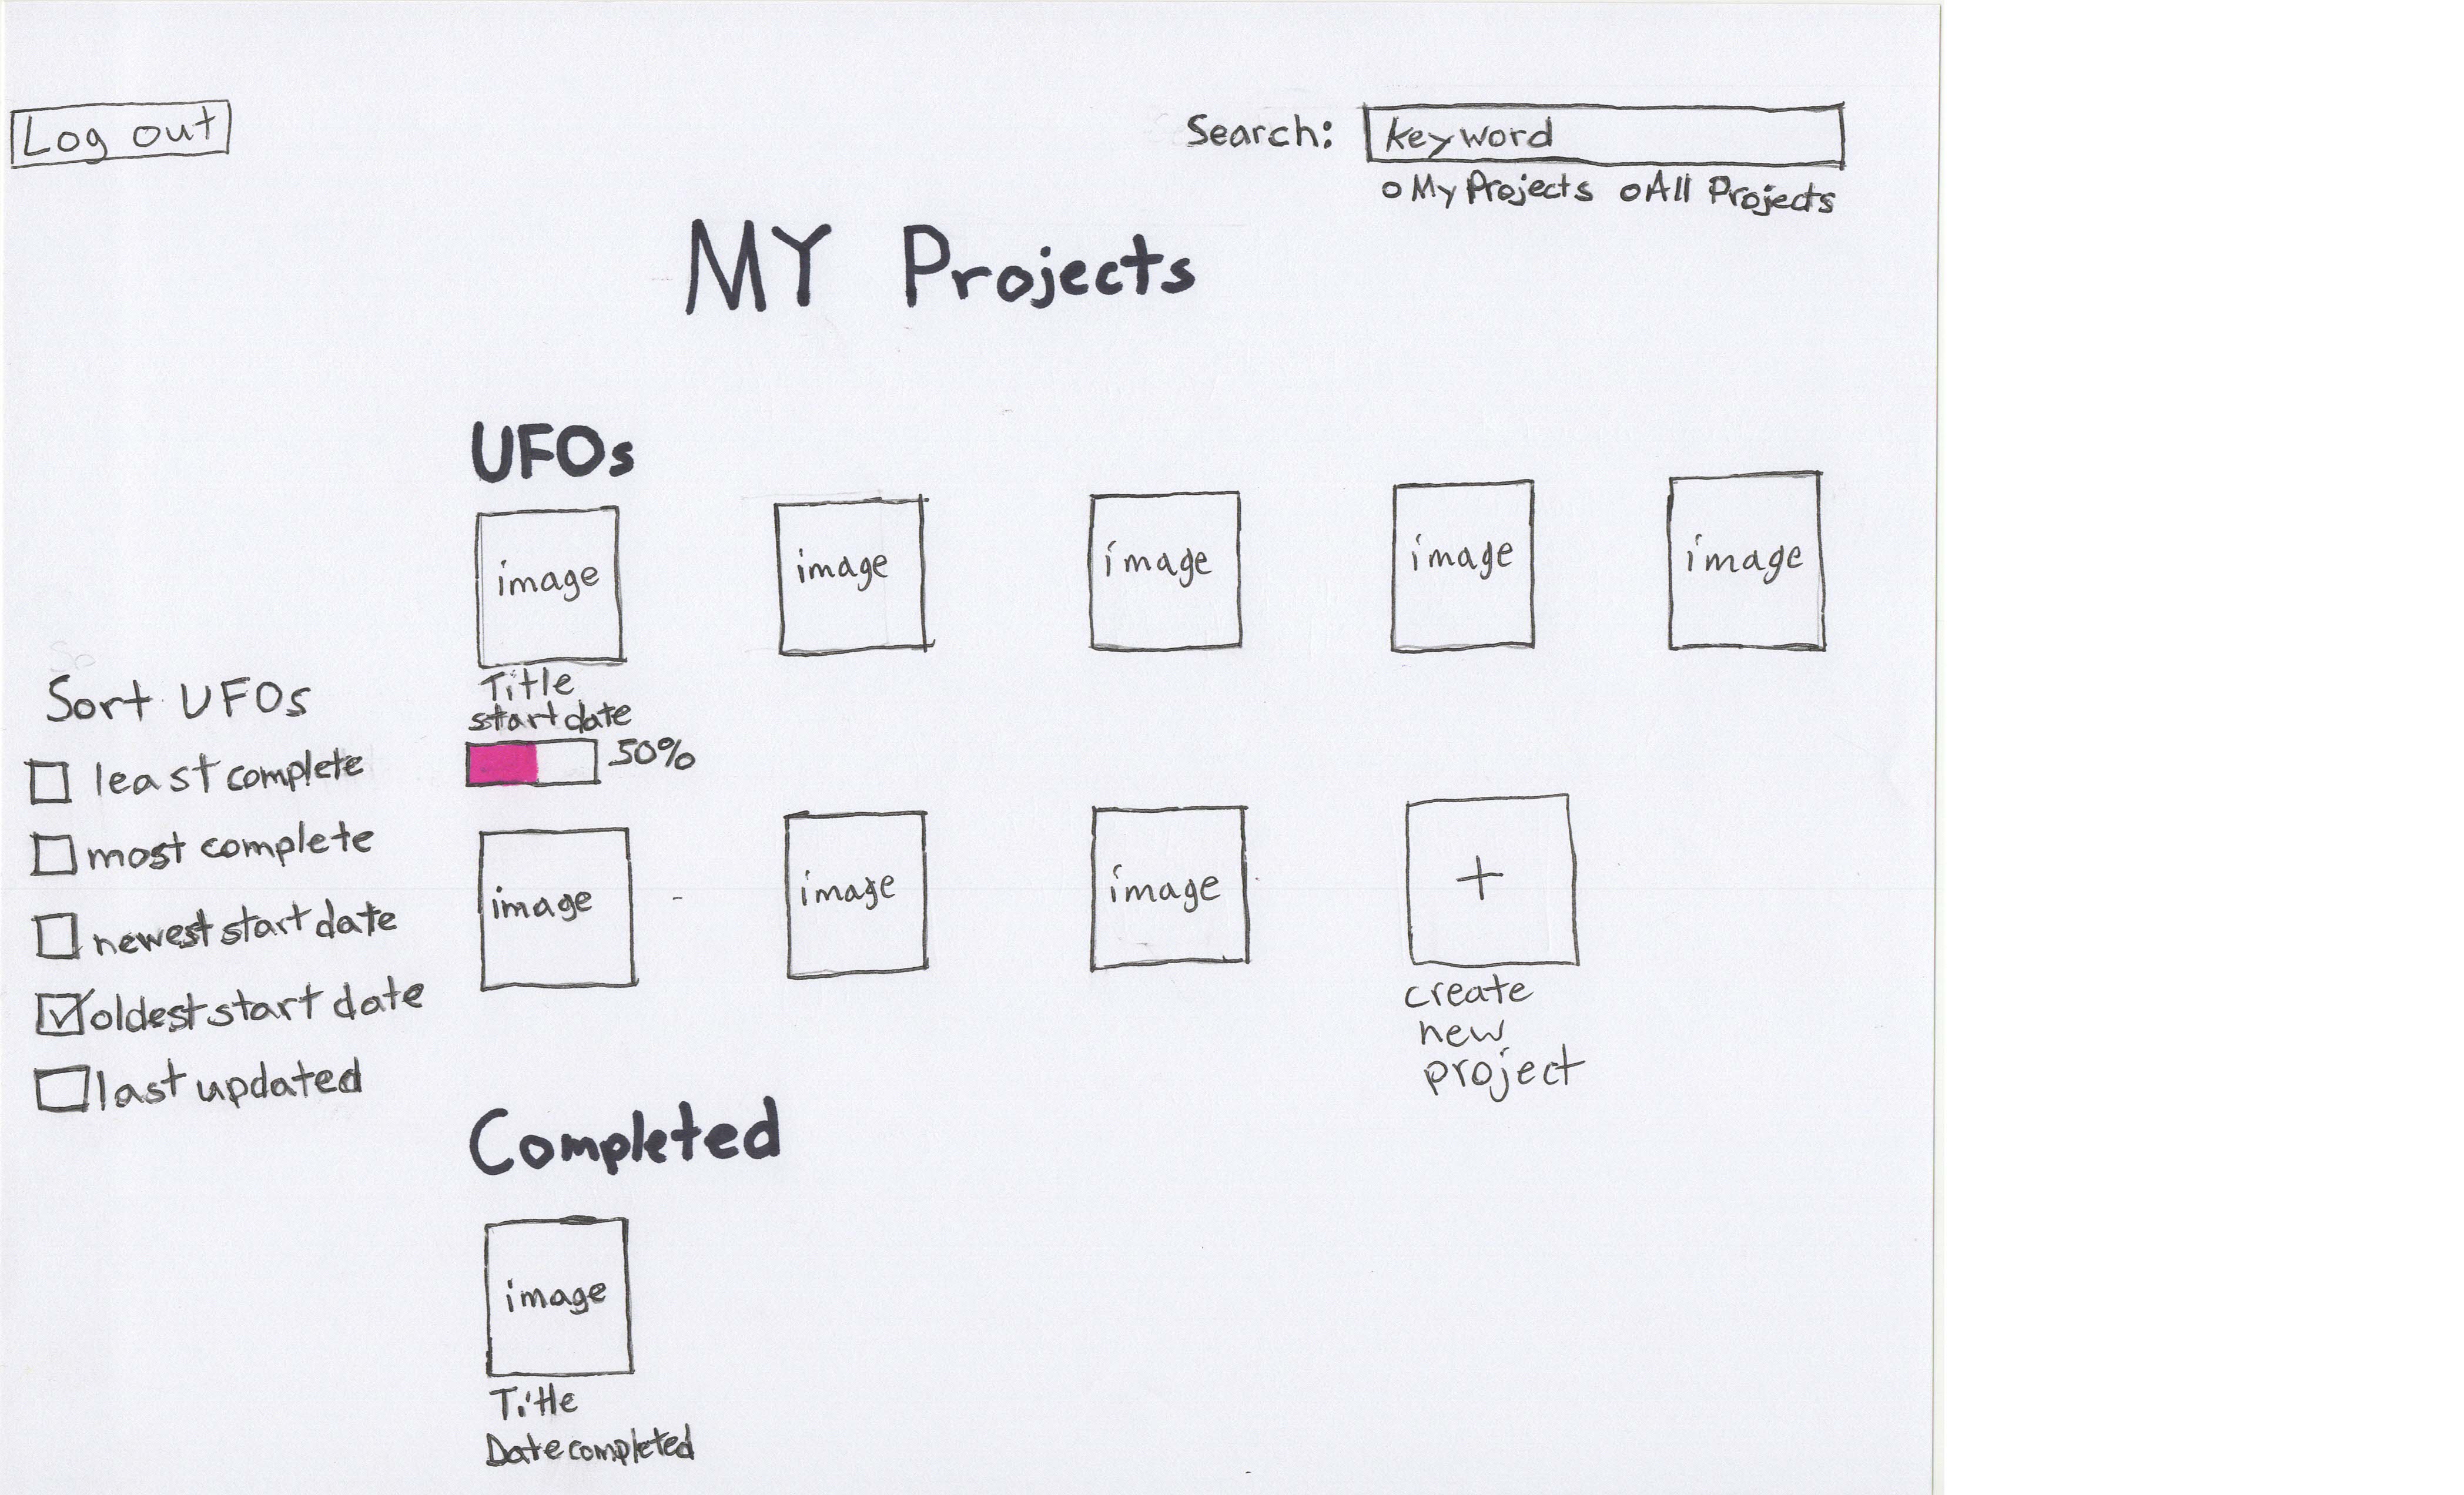 Log out
Search: keyword
My Projects All Projects
MY Projects
UFOs
image image image image image
Title
start date
50%
Sort UFOs
least complete
most complete
newest start date
oldest start date
last updated
image image image +
create
new
project
Completed
image
Title
Date completed